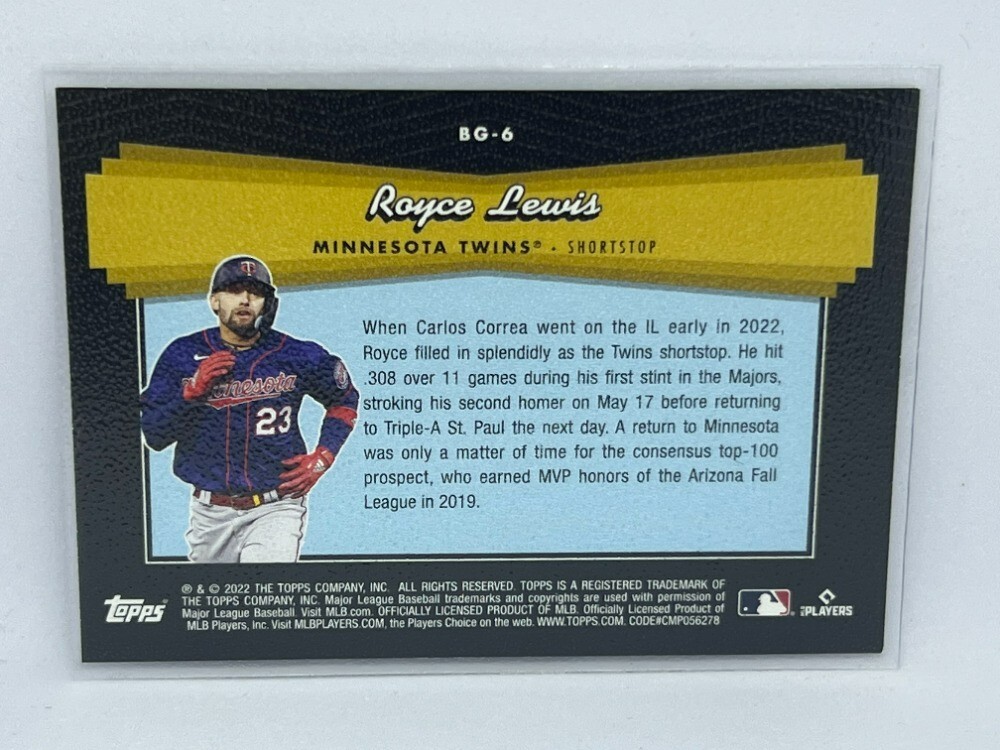 BG-6
Royce Lewis
MINNESOTA TWINS® • SHORTSTOP
When Carlos Correa went on the IL early in 2022,
Royce filled in splendidly as the Twins shortstop. He hit
.308 over 11 games during his first stint in the Majors,
stroking his second homer on May 17 before returning
to Triple-A St. Paul the next day. A return to Minnesota
was only a matter of time for the consensus top-100
prospect, who earned MVP honors of the Arizona Fall
League in 2019.
Minnesota
23
® & © 2022 THE TOPPS COMPANY, INC. ALL RIGHTS RESERVED. TOPPS IS A REGISTERED TRADEMARK OF
THE TOPPS COMPANY, INC. Major League Baseball trademarks and copyrights are used with permission of
Major League Baseball. Visit MLB.com. OFFICIALLY LICENSED PRODUCT OF MLB. Officially Licensed Product of
MLB Players, Inc. Visit MLBPLAYERS.COM, the Players Choice on the web. WWW.TOPPS.COM. CODE#CMP056278
topps
MLB PLAYERS